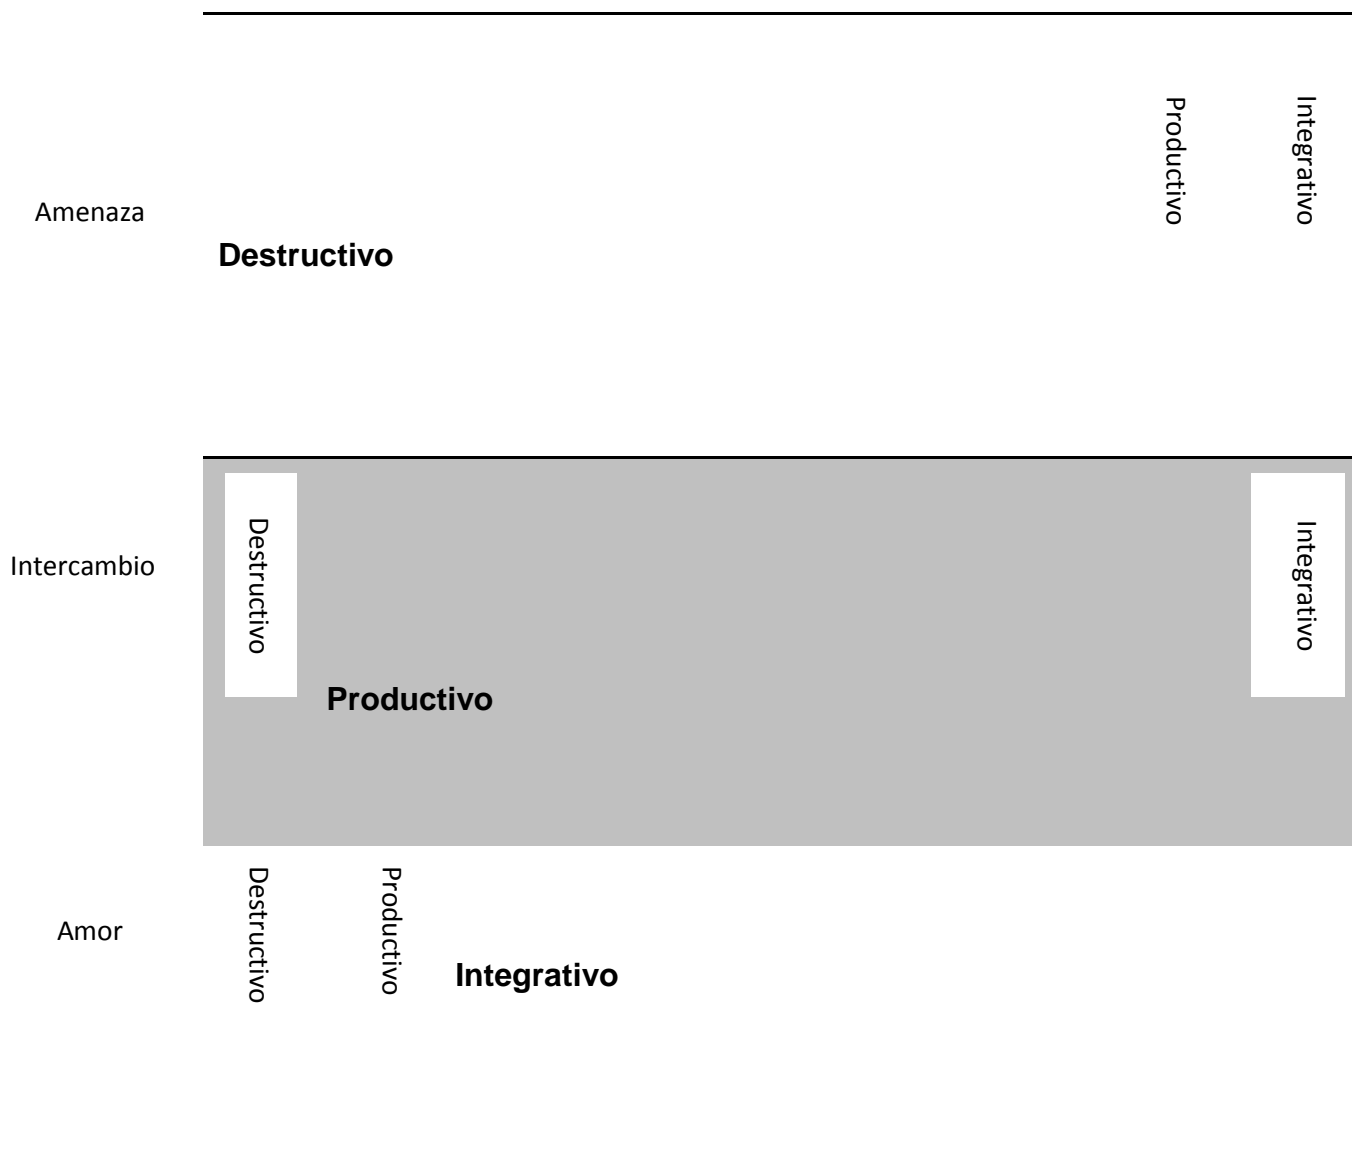 Amenaza
Destructivo
Productivo
Integrativo
Intercambio
Destructivo
Productivo
Integrativo
Amor
Destructivo
Productivo
Integrativo